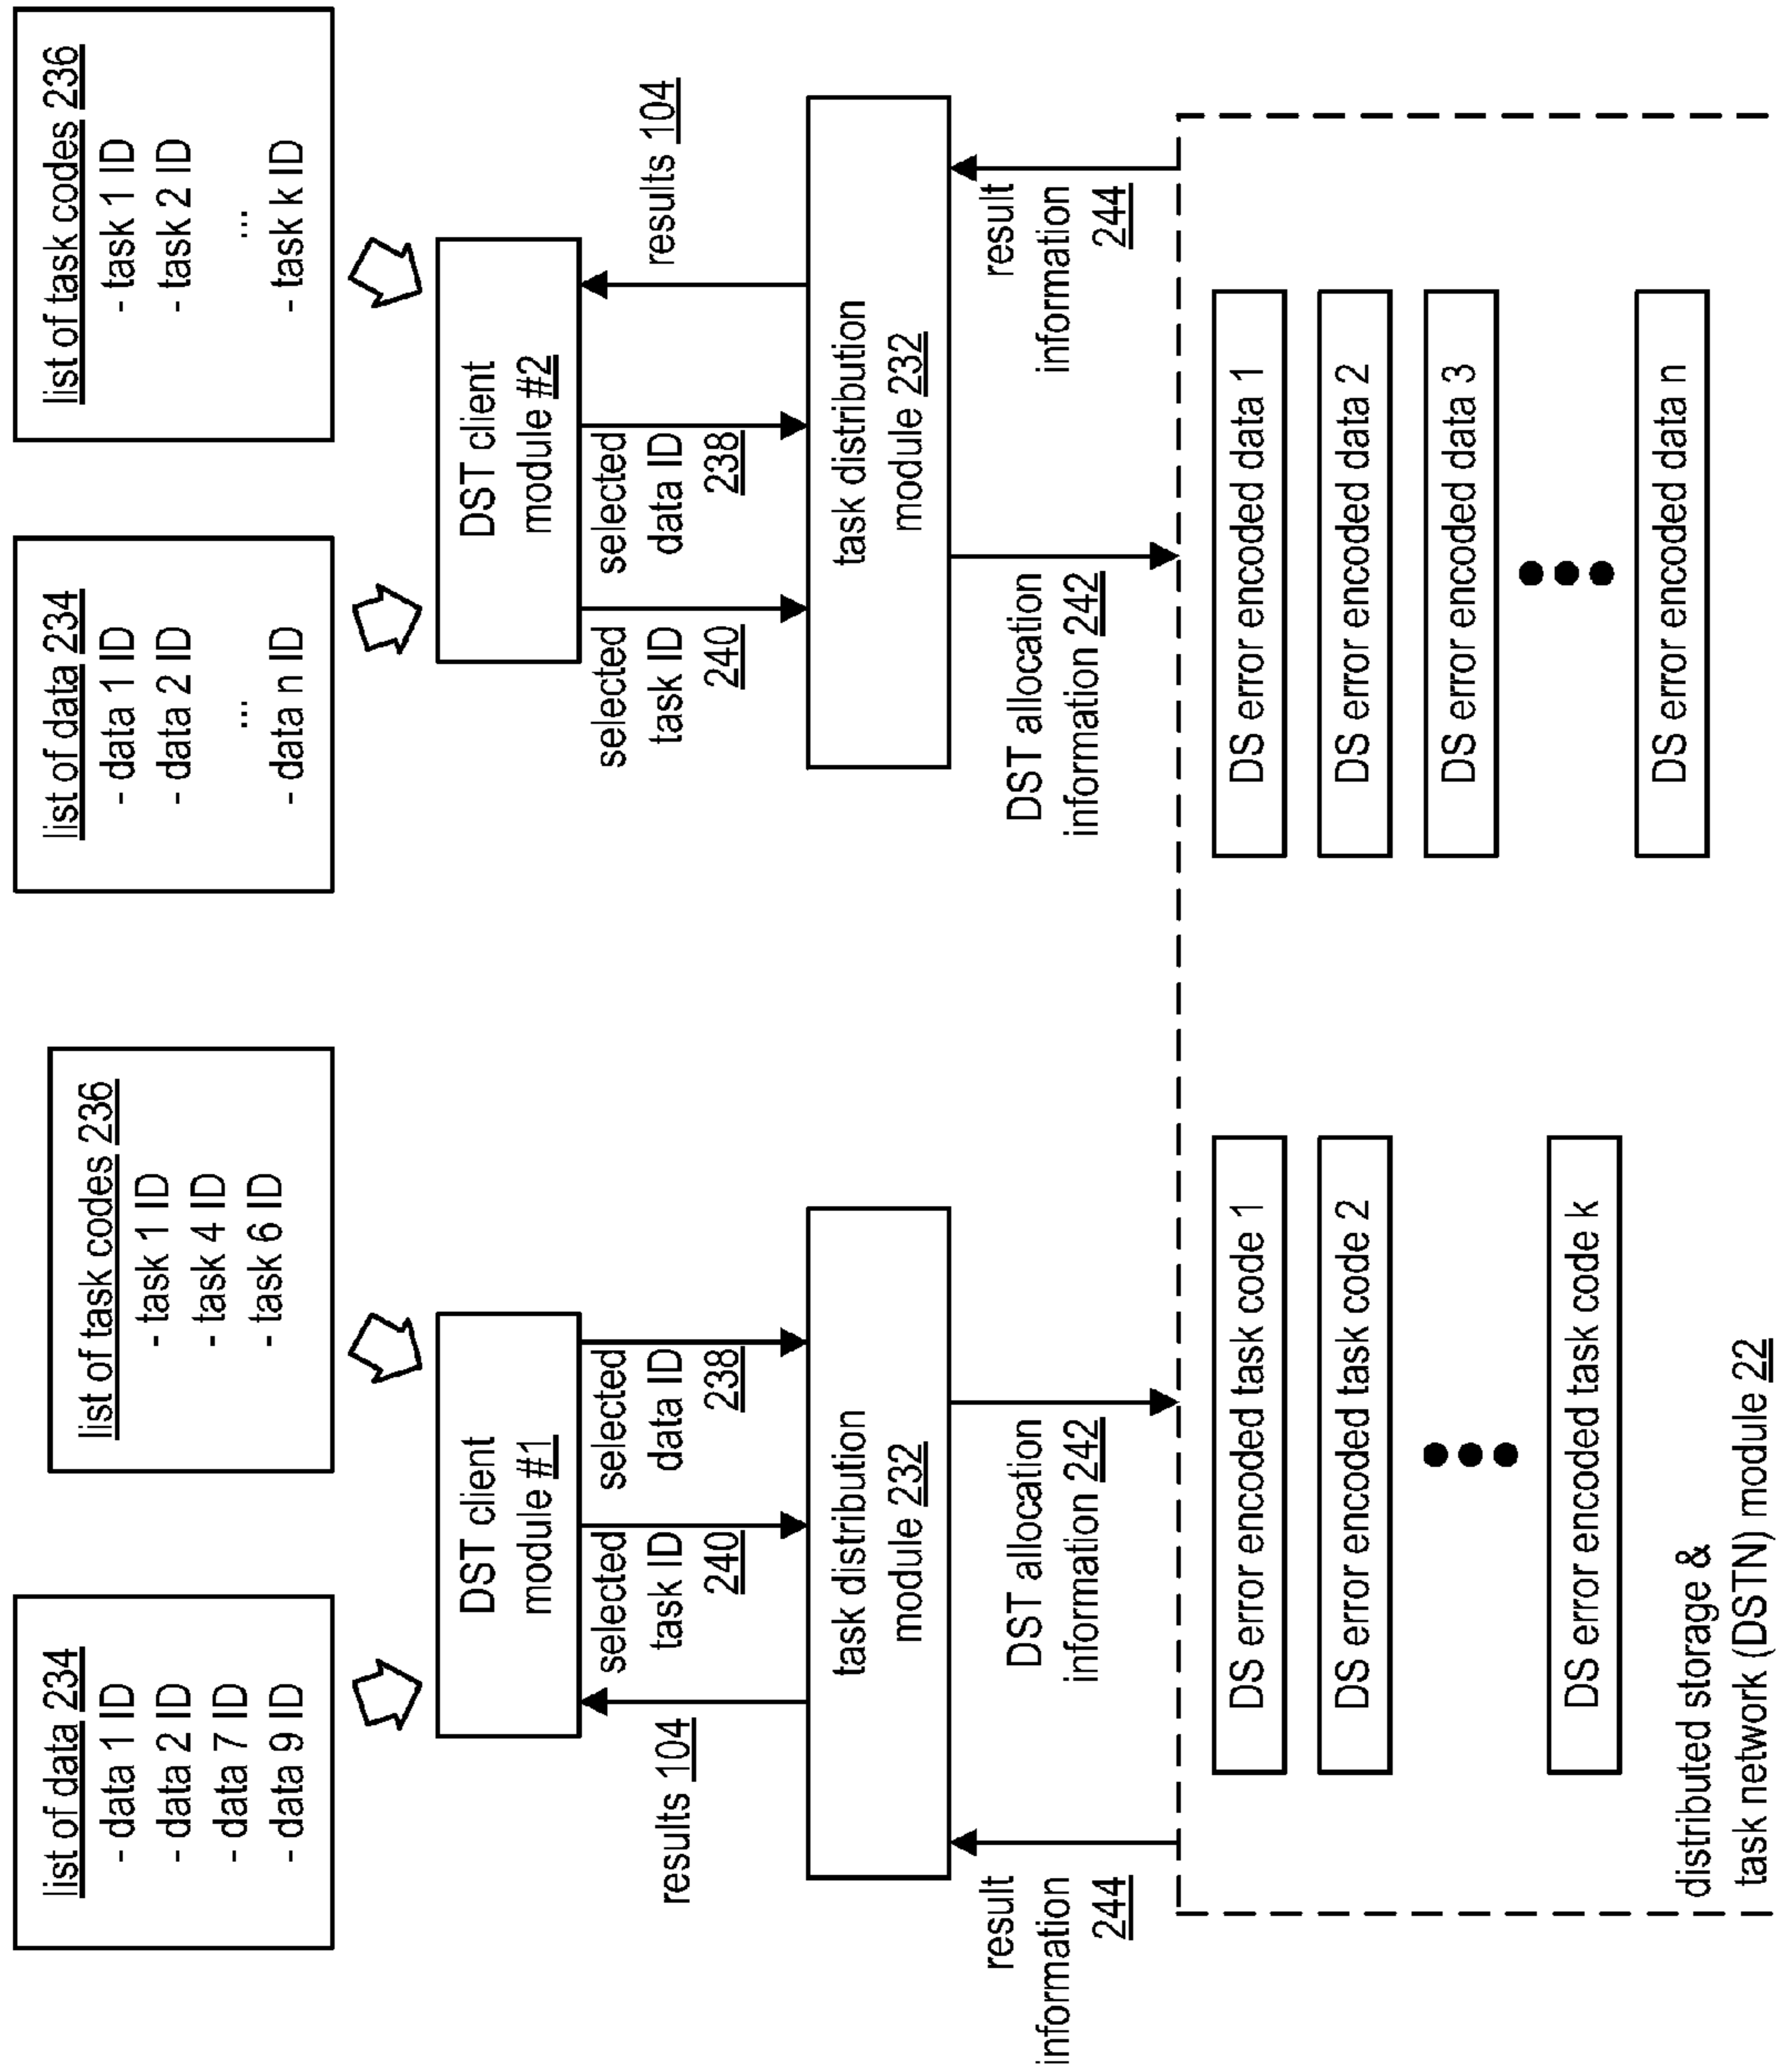 list of data 234
- data 1 ID
- data 2 ID
- data 7 ID
- data 9 ID
list of task codes 236
- task 1 ID
- task 4 ID
- task 6 ID
list of data 234
- data 1 ID
- data 2 ID
...
- data n ID
list of task codes 236
- task 1 ID
- task 2 ID
...
- task k ID
DST client
module #1
DST client
module #2
results 104
selected
task ID
240
selected
data ID
238
selected
task ID
240
selected
data ID
238
results 104
task distribution
module 232
task distribution
module 232
result
information
244
DST allocation
information 242
DST allocation
information 242
result
information
244
DS error encoded task code 1
DS error encoded task code 2
DS error encoded task code k
DS error encoded data 1
DS error encoded data 2
DS error encoded data 3
DS error encoded data n
distributed storage &
task network (DSTN) module 22